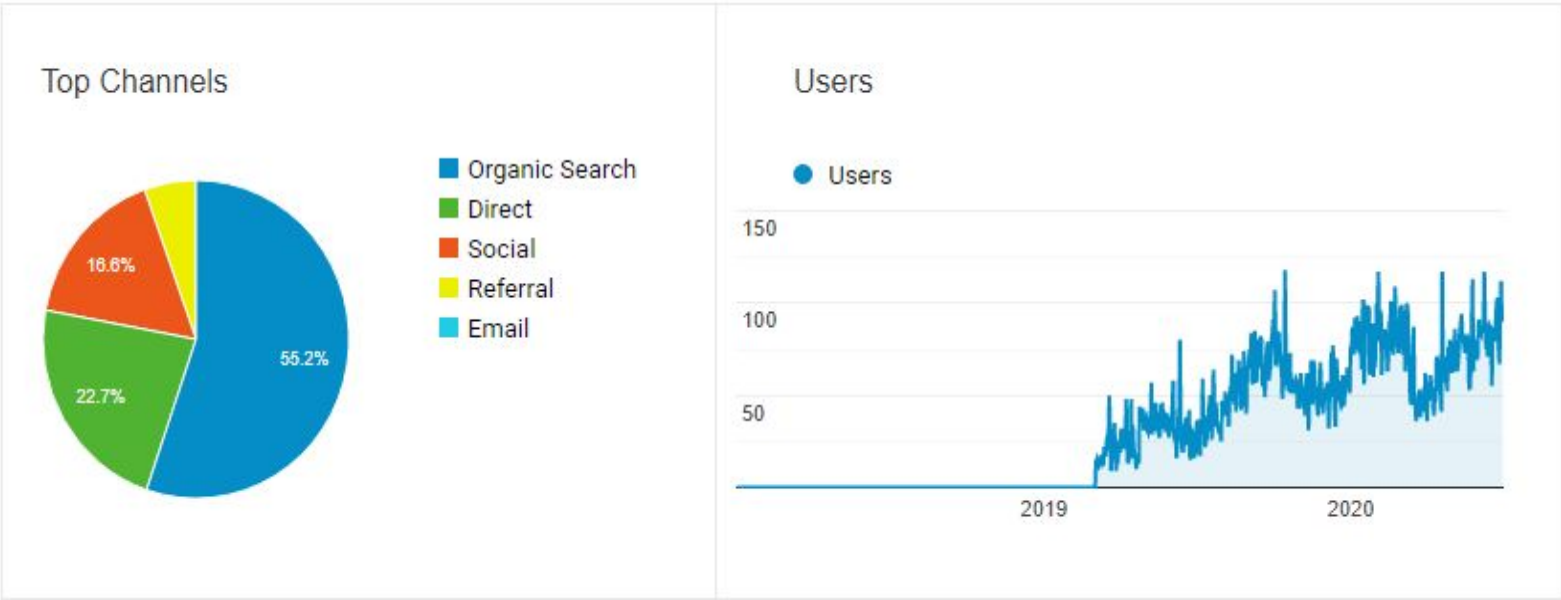 Top Channels
Organic Search
Direct
Social
Referral
Email
16.6%
55.2%
22.7%
Users
Users
150
100
50
2019
2020